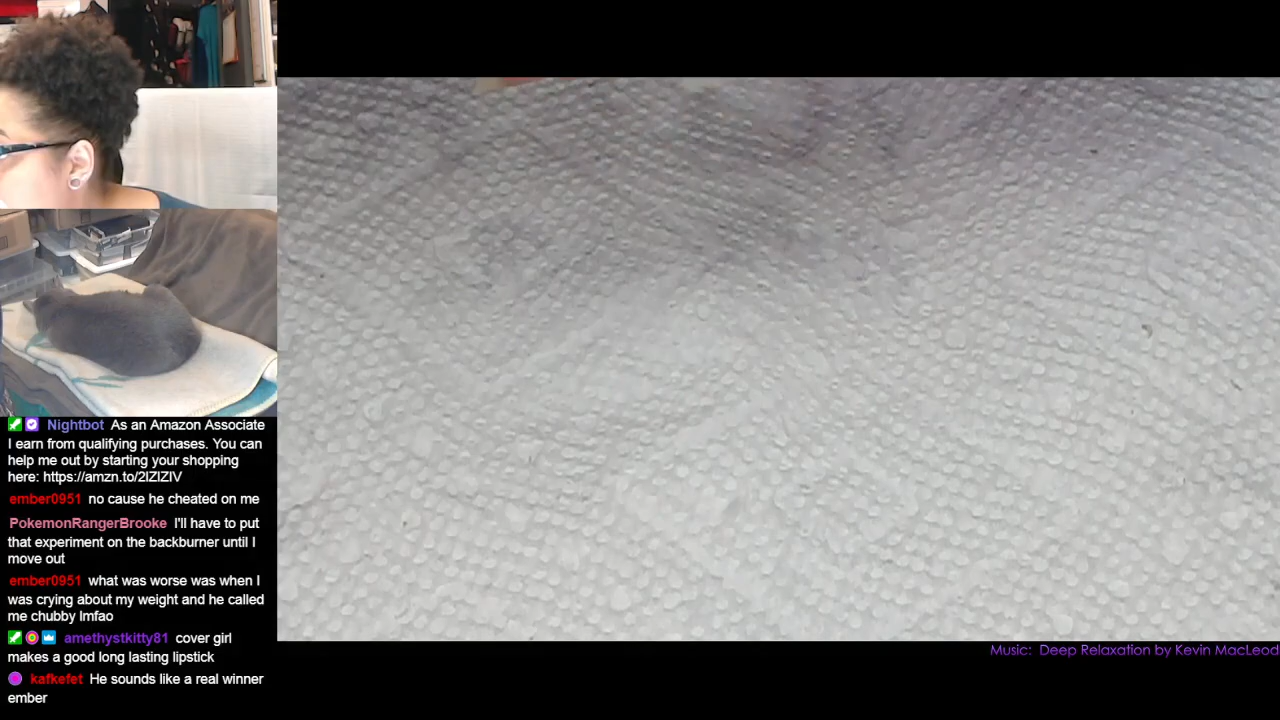 Nightbot As an Amazon Associate
I earn from qualifying purchases. You can
help me out by starting your shopping
here: https://amzn.to/2IZIZIV
ember0951 no cause he cheated on me
PokemonRangerBrooke I'll have to put
that experiment on the backburner until I
move out
ember0951 what was worse was when I
was crying about my weight and he called
me chubby lmfao
amethystkitty81 cover girl
makes a good long lasting lipstick
kafkefet He sounds like a real winner
ember
Music: Deep Relaxation by Kevin MacLeod